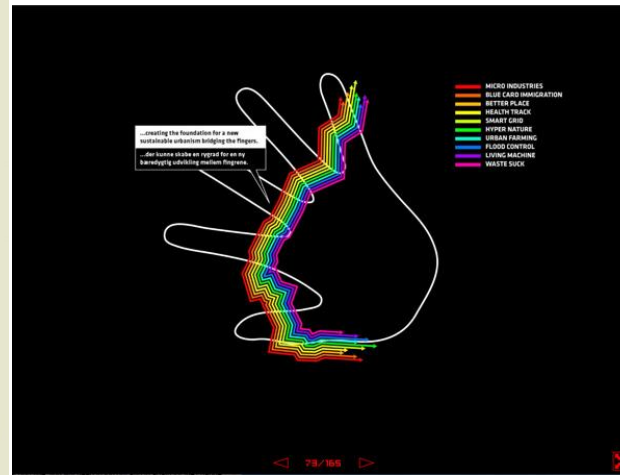 ...creating the foundation for a new
sustainable urbanism bridging the fingers.
...der kunne skabe en rygrad for en ny
bæredygtig udvikling mellem fingrene.
MICRO INDUSTRIES
BLUE CARD IMMIGRATION
BETTER PLACE
HEALTH TRACK
SMART GRID
HYPER NATURE
URBAN FARMING
FLOOD CONTROL
LIVING MACHINE
WASTE SUCK
73/165